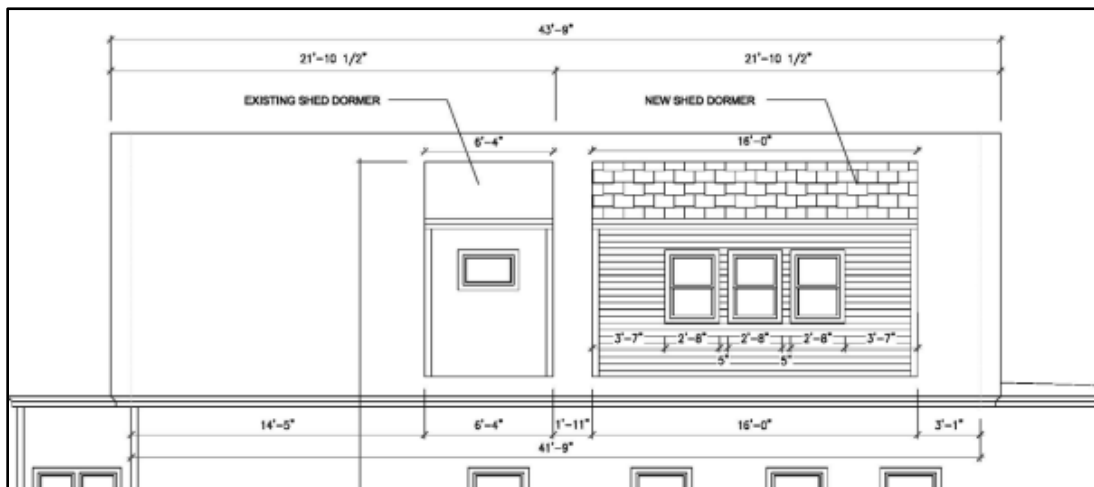 43'-9"
21'-10 1/2" 21'-10 1/2"
EXISTING SHED DORMER NEW SHED DORMER
6'-4" 16'-0"
3'-7" 2'-8" 2'-8" 2'-8" 3'-7"
5" 5"
14'-5" 6'-4" 1'-11" 16'-0" 3'-1"
41'-9"